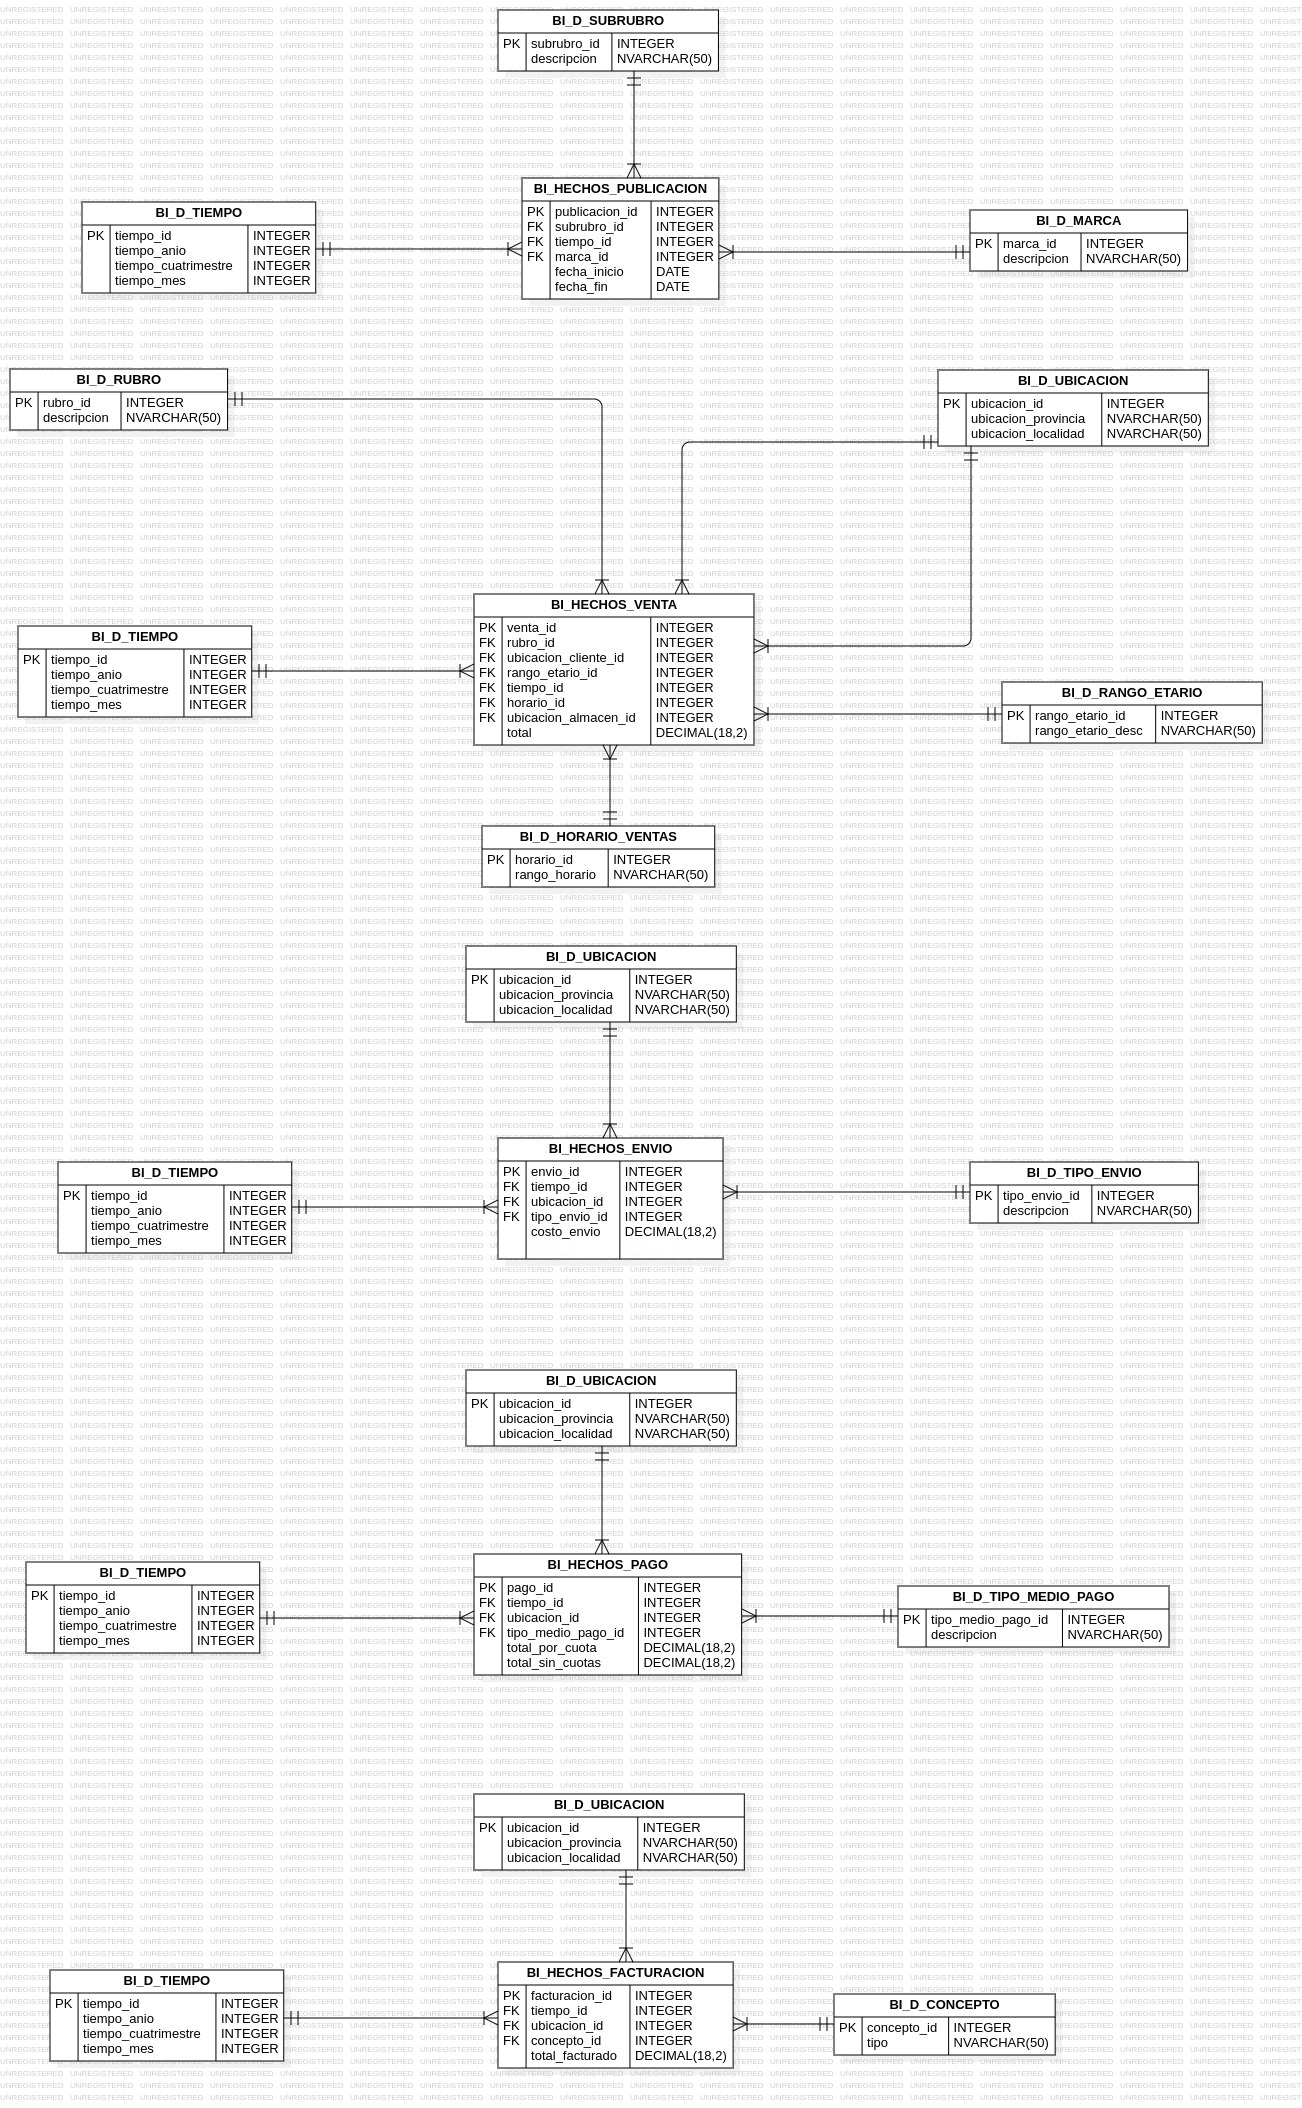 BI_D_SUBRUBRO
PK subrubro_id INTEGER
descripcion NVARCHAR(50)
BI_HECHOS_PUBLICACION
PK publicacion_id INTEGER
FK subrubro_id INTEGER
FK tiempo_id INTEGER
FK marca_id INTEGER
fecha_inicio DATE
fecha_fin DATE
BI_D_TIEMPO
PK tiempo_id INTEGER
tiempo_anio INTEGER
tiempo_cuatrimestre INTEGER
tiempo_mes INTEGER
BI_D_MARCA
PK marca_id INTEGER
descripcion NVARCHAR(50)
BI_D_RUBRO
PK rubro_id INTEGER
descripcion NVARCHAR(50)
BI_D_UBICACION
PK ubicacion_id INTEGER
ubicacion_provincia NVARCHAR(50)
ubicacion_localidad NVARCHAR(50)
BI_HECHOS_VENTA
PK venta_id INTEGER
FK rubro_id INTEGER
FK ubicacion_cliente_id INTEGER
FK rango_etario_id INTEGER
FK tiempo_id INTEGER
FK horario_id INTEGER
FK ubicacion_almacen_id INTEGER
total DECIMAL(18,2)
BI_D_TIEMPO
PK tiempo_id INTEGER
tiempo_anio INTEGER
tiempo_cuatrimestre INTEGER
tiempo_mes INTEGER
BI_D_RANGO_ETARIO
PK rango_etario_id INTEGER
rango_etario_desc NVARCHAR(50)
BI_D_HORARIO_VENTAS
PK horario_id INTEGER
rango_horario NVARCHAR(50)
BI_D_UBICACION
PK ubicacion_id INTEGER
ubicacion_provincia NVARCHAR(50)
ubicacion_localidad NVARCHAR(50)
BI_HECHOS_ENVIO
PK envio_id INTEGER
FK tiempo_id INTEGER
FK ubicacion_id INTEGER
FK tipo_envio_id INTEGER
costo_envio DECIMAL(18,2)
BI_D_TIEMPO
PK tiempo_id INTEGER
tiempo_anio INTEGER
tiempo_cuatrimestre INTEGER
tiempo_mes INTEGER
BI_D_TIPO_ENVIO
PK tipo_envio_id INTEGER
descripcion NVARCHAR(50)
BI_D_UBICACION
PK ubicacion_id INTEGER
ubicacion_provincia NVARCHAR(50)
ubicacion_localidad NVARCHAR(50)
BI_HECHOS_PAGO
PK pago_id INTEGER
FK tiempo_id INTEGER
FK ubicacion_id INTEGER
FK tipo_medio_pago_id INTEGER
total_por_cuota DECIMAL(18,2)
total_sin_cuotas DECIMAL(18,2)
BI_D_TIEMPO
PK tiempo_id INTEGER
tiempo_anio INTEGER
tiempo_cuatrimestre INTEGER
tiempo_mes INTEGER
BI_D_TIPO_MEDIO_PAGO
PK tipo_medio_pago_id INTEGER
descripcion NVARCHAR(50)
BI_D_UBICACION
PK ubicacion_id INTEGER
ubicacion_provincia NVARCHAR(50)
ubicacion_localidad NVARCHAR(50)
BI_HECHOS_FACTURACION
PK facturacion_id INTEGER
FK tiempo_id INTEGER
FK ubicacion_id INTEGER
FK concepto_id INTEGER
total_facturado DECIMAL(18,2)
BI_D_TIEMPO
PK tiempo_id INTEGER
tiempo_anio INTEGER
tiempo_cuatrimestre INTEGER
tiempo_mes INTEGER
BI_D_CONCEPTO
PK concepto_id INTEGER
tipo NVARCHAR(50)
UNREGISTERED